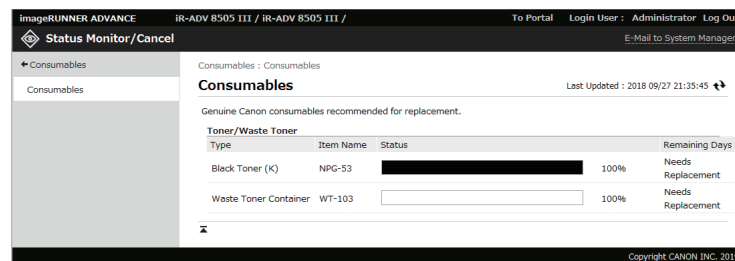 imageRUNNER ADVANCE iR-ADV 8505 III / iR-ADV 8505 III / To Portal Login User : Administrator Log Ou
Status Monitor/Cancel E-Mail to System Manager
Consumables
Consumables
Consumables : Consumables
Consumables Last Updated : 2018 09/27 21:35:45
Genuine Canon consumables recommended for replacement.
Toner/Waste Toner
Type Item Name Status Remaining Days
Black Toner (K) NPG-53 100% Needs
Replacement
Waste Toner Container WT-103 100% Needs
Replacement
Copyright CANON INC. 201